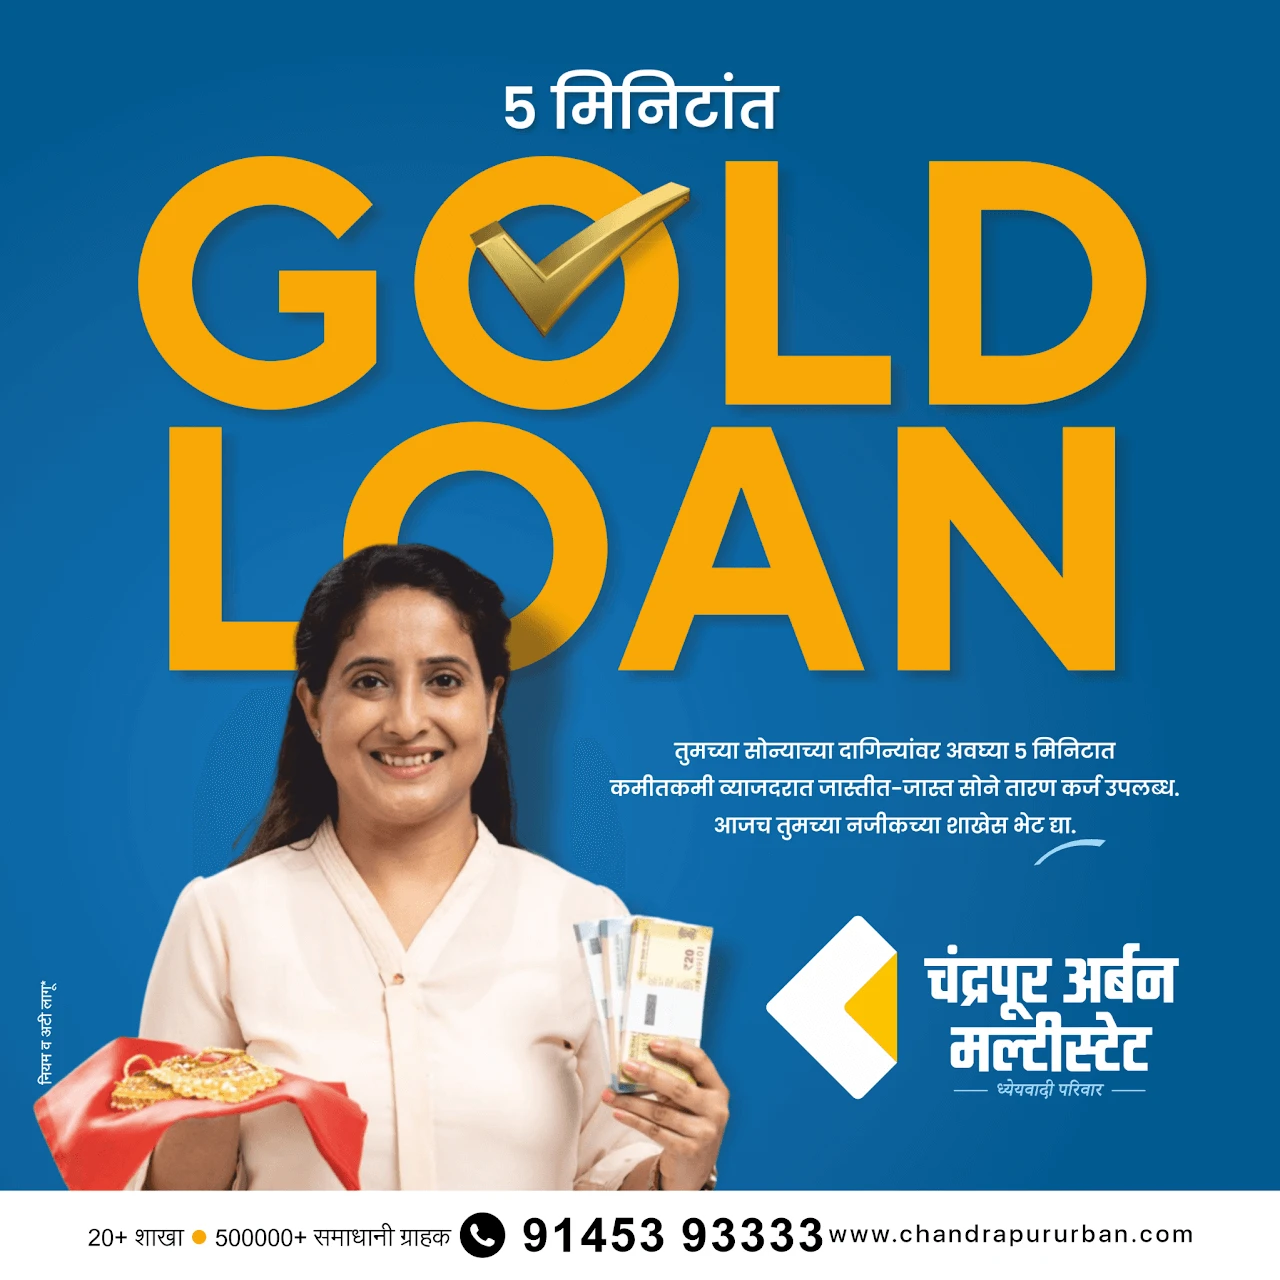 5 मिनिटांत
GOLD
LOAN
तुमच्या सोन्याच्या दागिन्यांवर अवघ्या 5 मिनिटात
कमीतकमी व्याजदरात जास्तीत-जास्त सोने तारण कर्ज उपलब्ध.
आजच तुमच्या नजीकच्या शाखेस भेट द्या.
चंद्रपूर अर्बन
मल्टीस्टेट
ध्येयवादी परिवार
नियम व अटी लागू*
₹20
20+ शाखा ● 500000+ समाधानी ग्राहक 91453 93333 www.chandrapururban.com